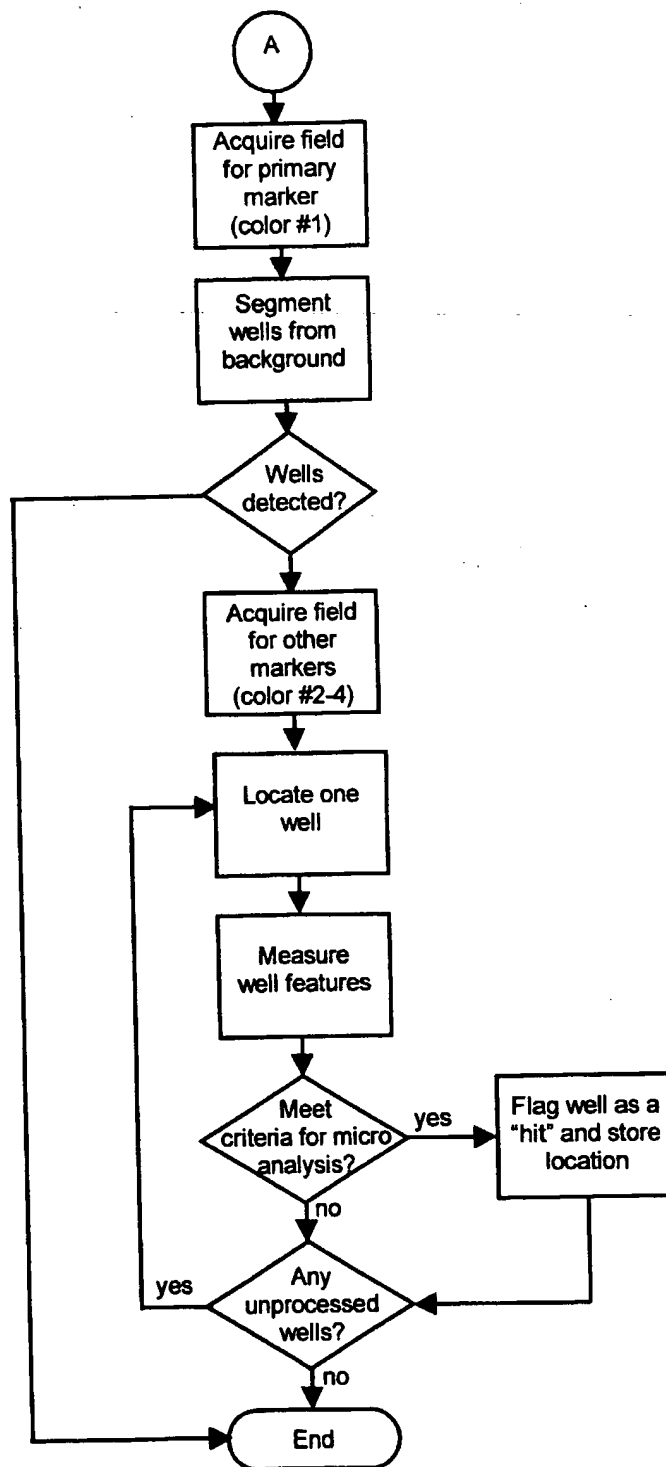 A
Acquire field
for primary
marker
(color #1)
Segment
wells from
background
Wells
detected?
Acquire field
for other
markers
(color #2-4)
Locate one
well
Measure
well features
Meet
criteria for micro
analysis?
yes
Flag well as a
"hit" and store
location
no
yes
Any
unprocessed
wells?
no
End